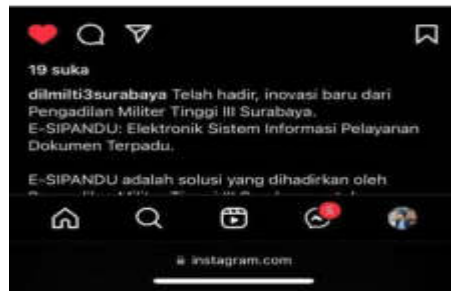 19 suka
dilmilti3surabaya Telah hadir, inovasi baru dari
Pengadilan Militer Tinggi III Surabaya.
E-SIPANDU: Elektronik Sistem Informasi Pelayanan
Dokumen Terpadu.
E-SIPANDU adalah solusi yang dihadirkan oleh
instagram.com